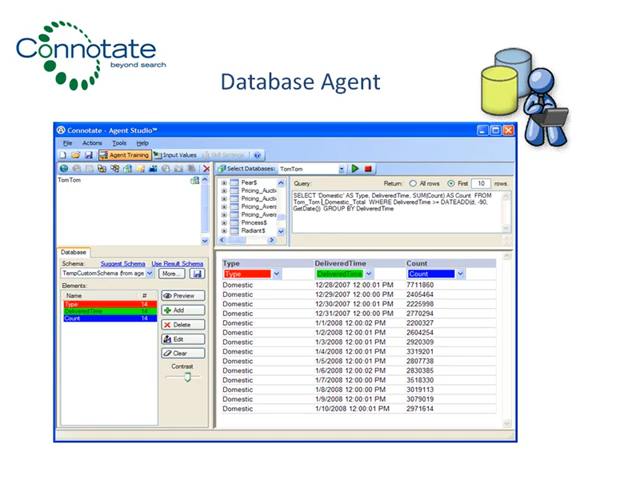 Connotate
beyond search
Database Agent
Connotate - Agent Studio™
File Actions Tools Help
Agent Training Input Values
Select Databases: TomTom
TomTom
Pear$
Pricing_Aucti
Pricing_Aucti
Pricing_Avera
Pricing_Avera
Princess$
Radiant$
Query: Return: All rows First 10 rows.
SELECT 'Domestic' AS Type, DeliveredTime, SUM(Count) AS Count FROM
Tom_Tom_Domestic_Total WHERE DeliveredTime >= DATEADD(d, -90,
GetDate()) GROUP BY DeliveredTime
Database
Schema: Suggest Schema Use Result Schema
TempCustomSchema (from age More...
Elements:
Name #
Type 14
DeliveredTime 14
Count 14
Preview
Add
Delete
Edit
Clear
Contrast
Type DeliveredTime Count
Type DeliveredTime Count
Domestic 12/28/2007 12:00:01 PM 7711860
Domestic 12/29/2007 12:00:01 PM 2405464
Domestic 12/30/2007 12:00:01 PM 2225998
Domestic 12/31/2007 12:00:00 PM 2770294
Domestic 1/1/2008 12:00:02 PM 2200327
Domestic 1/2/2008 12:00:01 PM 2604254
Domestic 1/3/2008 12:00:01 PM 2920309
Domestic 1/4/2008 12:00:01 PM 3319201
Domestic 1/5/2008 12:00:01 PM 2807738
Domestic 1/6/2008 12:00:02 PM 2830385
Domestic 1/7/2008 12:00:00 PM 3518330
Domestic 1/8/2008 12:00:00 PM 3019113
Domestic 1/9/2008 12:00:01 PM 3079019
Domestic 1/10/2008 12:00:01 PM 2971614